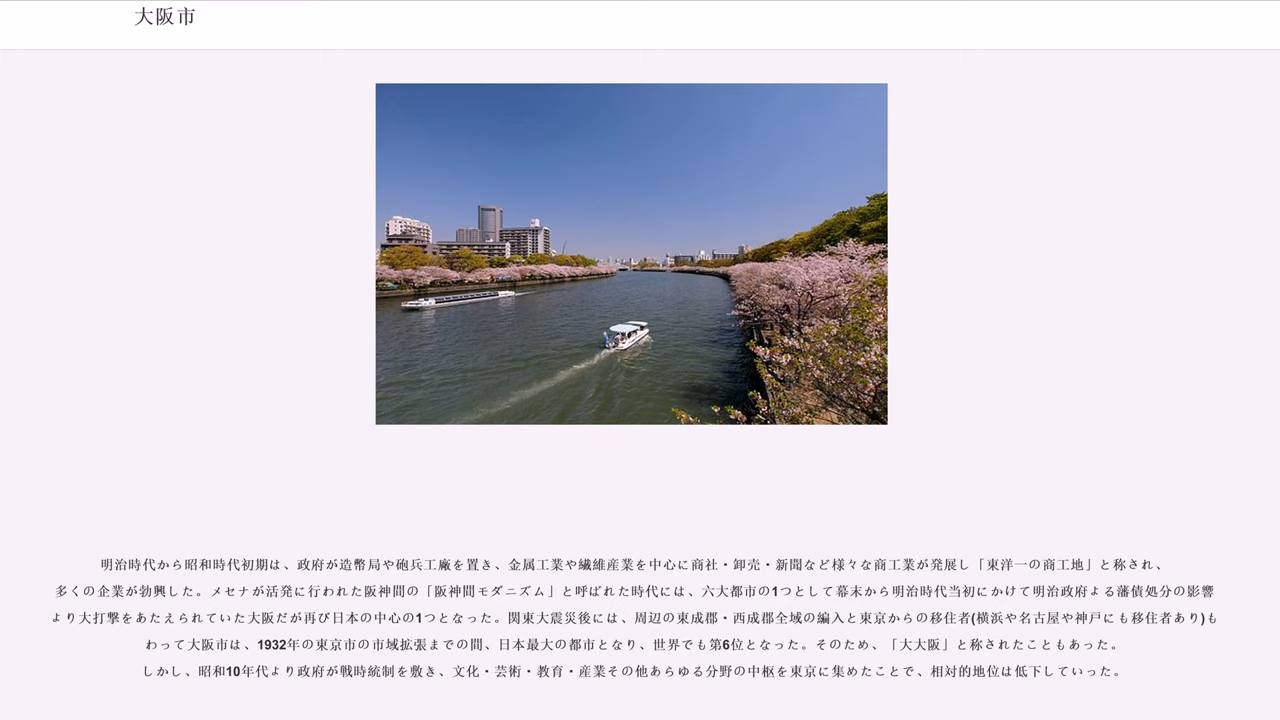 大阪市
明治時代から昭和時代初期は、政府が造幣局や砲兵工廠を置き、金属工業や繊維産業を中心に商社・卸売・新聞など様々な商工業が発展し「東洋一の商工地」と称され、
多くの企業が勃興した。メセナが活発に行われた阪神間の「阪神間モダニズム」と呼ばれた時代には、六大都市の1つとして幕末から明治時代当初にかけて明治政府よる藩債処分の影響
より大打撃をあたえられていた大阪だが再び日本の中心の1つとなった。関東大震災後には、周辺の東成郡・西成郡全域の編入と東京からの移住者(横浜や名古屋や神戸にも移住者あり)も
わって大阪市は、1932年の東京市の市域拡張までの間、日本最大の都市となり、世界でも第6位となった。そのため、「大大阪」と称されたこともあった。
しかし、昭和10年代より政府が戦時統制を敷き、文化・芸術・教育・産業その他あらゆる分野の中枢を東京に集めたことで、相対的地位は低下していった。